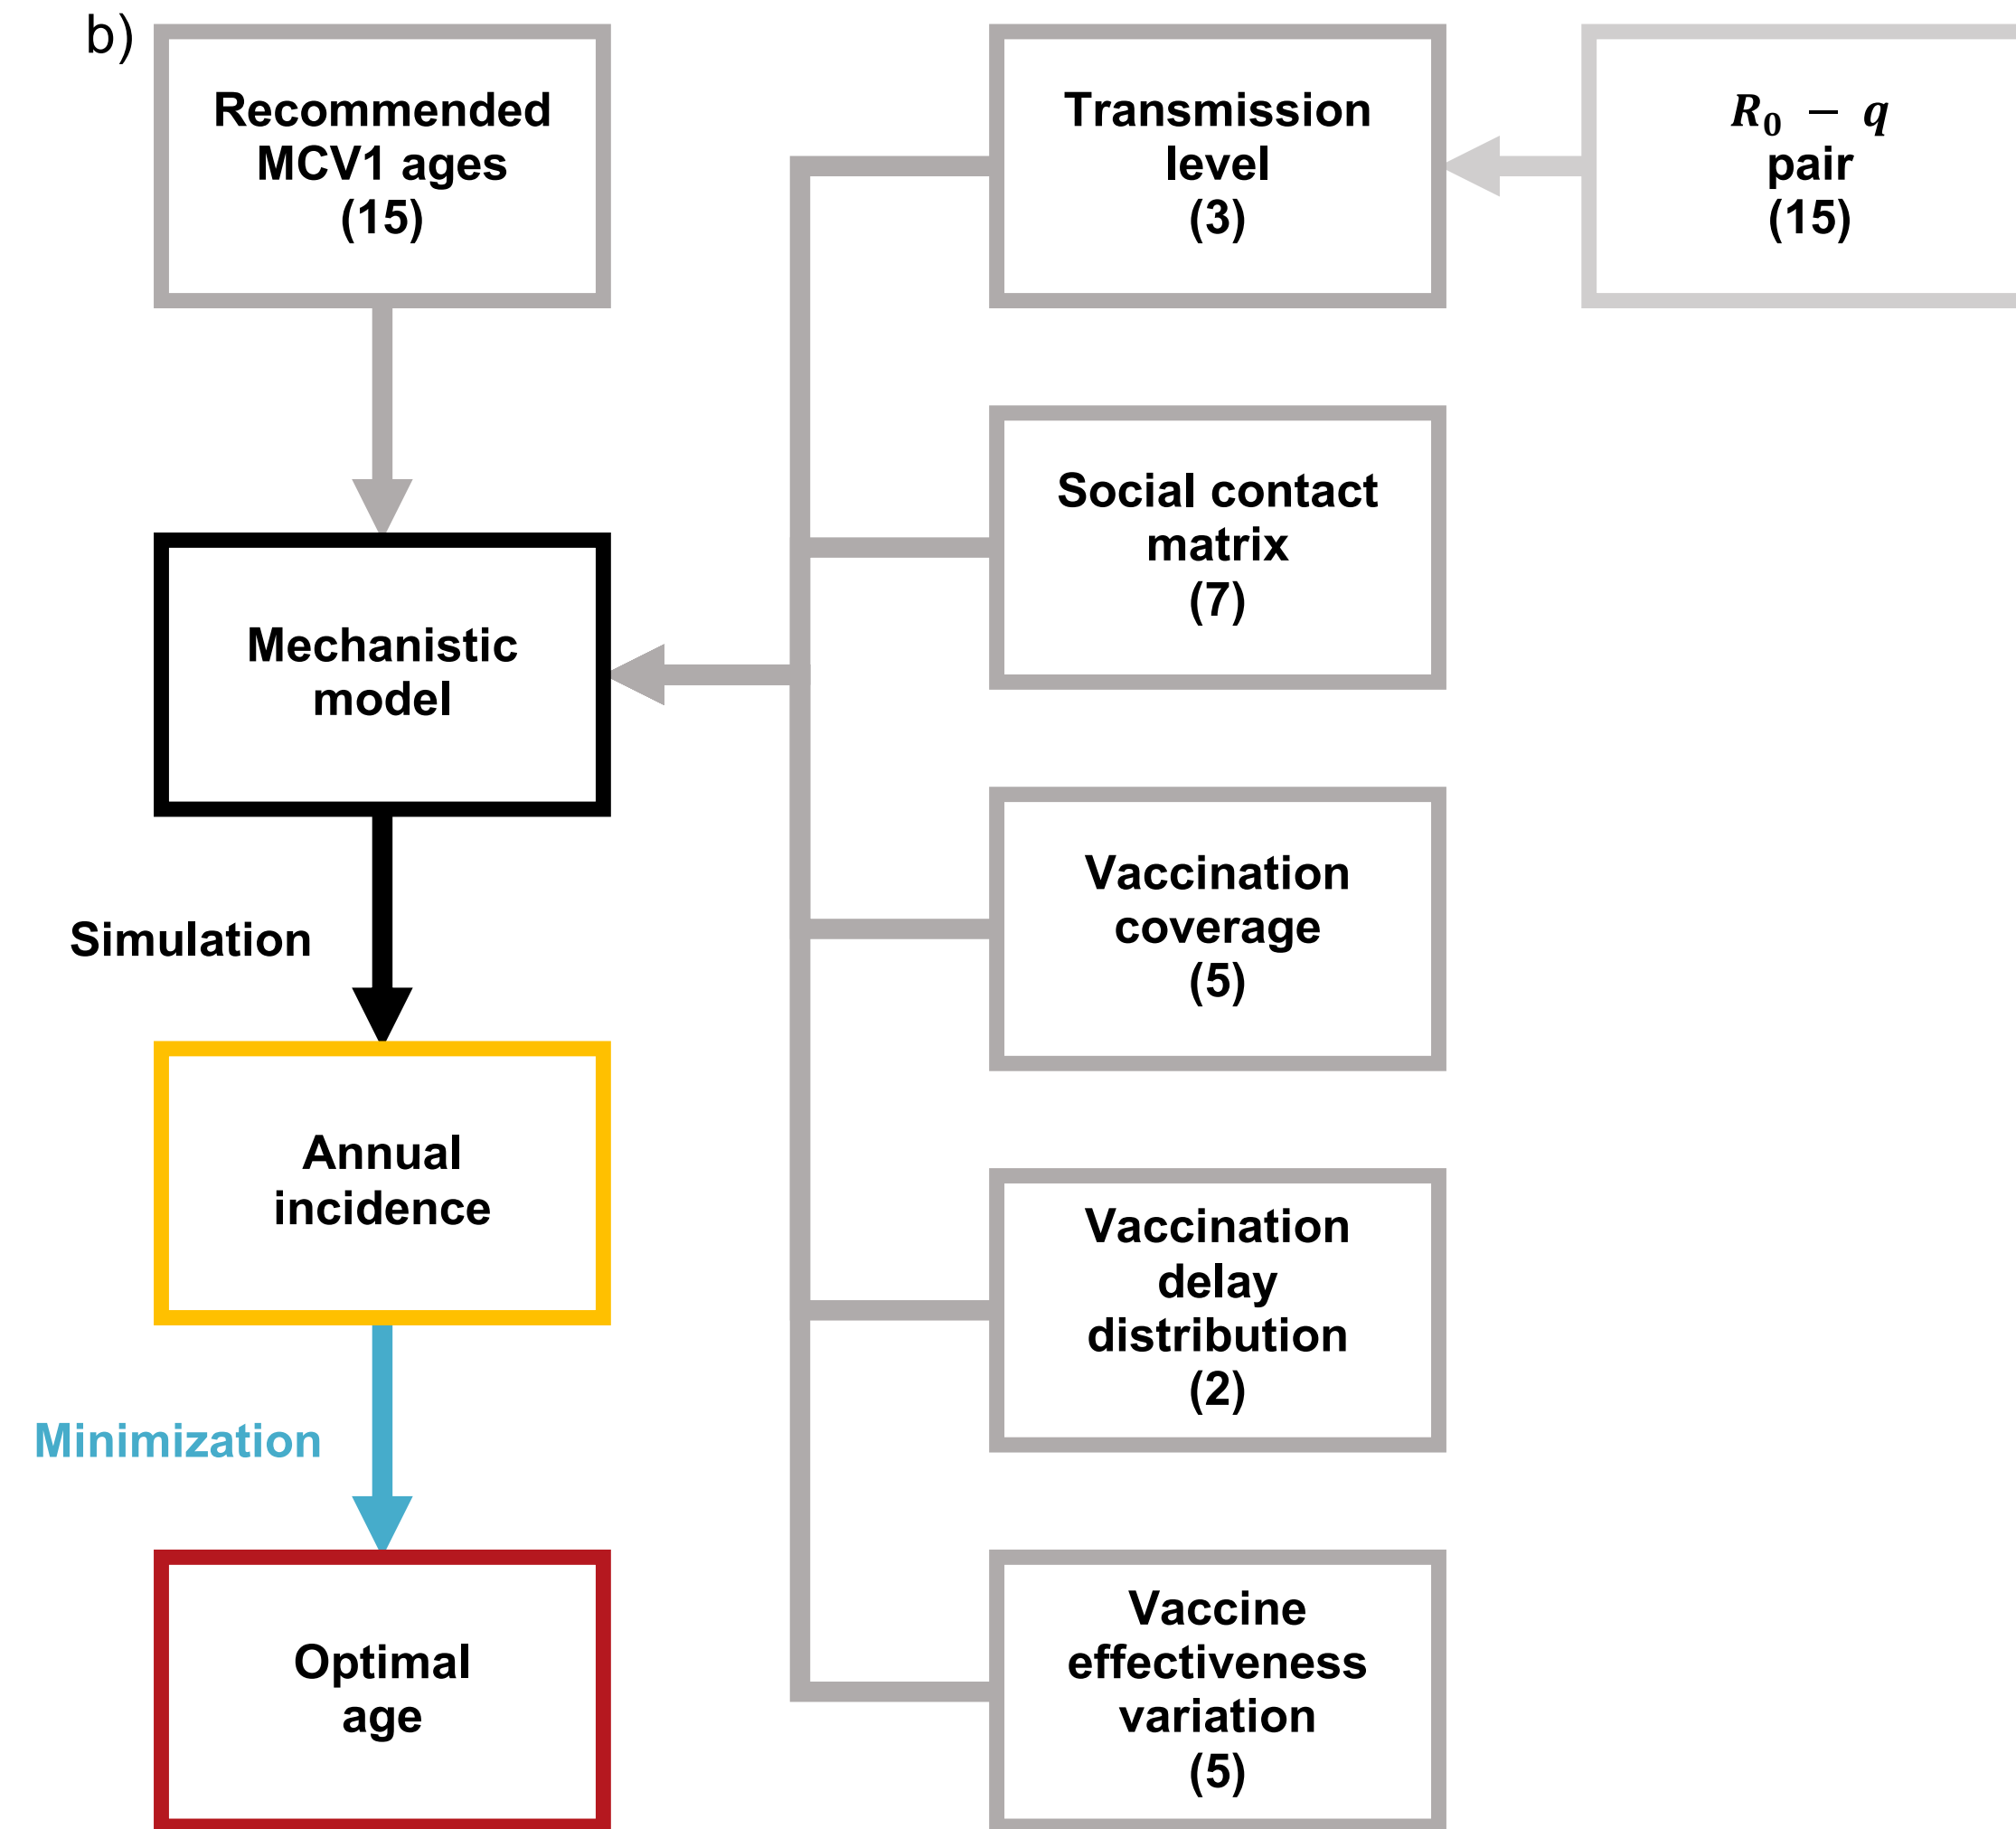 b)
Recommended
MCV1 ages
(15)
Transmission
level
(3)
R₀ − q
pair
(15)
Social contact
matrix
(7)
Mechanistic
model
Vaccination
coverage
(5)
Simulation
Annual
incidence
Vaccination
delay
distribution
(2)
Minimization
Optimal
age
Vaccine
effectiveness
variation
(5)